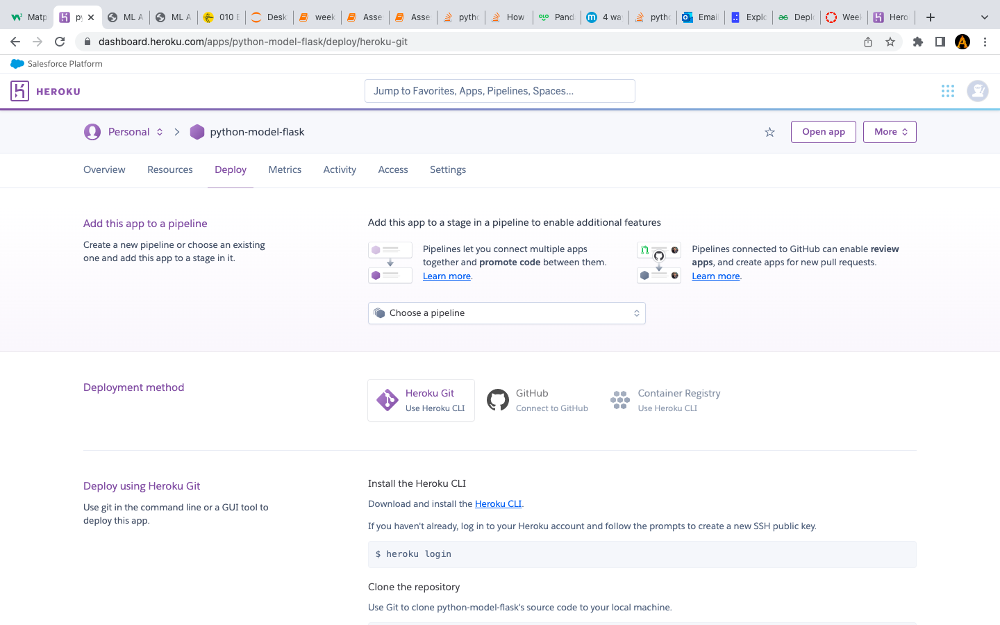 Matp
py
ML A
ML A
010 E
Desk
week
Asse
Asse
pytho
How
Pand
4 wa
pytho
Email
Explo
Deplo
Week
Hero
dashboard.heroku.com/apps/python-model-flask/deploy/heroku-git
Salesforce Platform
HEROKU
Jump to Favorites, Apps, Pipelines, Spaces...
Personal
python-model-flask
Open app
More
Overview
Resources
Deploy
Metrics
Activity
Access
Settings
Add this app to a pipeline
Create a new pipeline or choose an existing
one and add this app to a stage in it.
Add this app to a stage in a pipeline to enable additional features
Pipelines let you connect multiple apps
together and promote code between them.
Learn more.
Pipelines connected to GitHub can enable review
apps, and create apps for new pull requests.
Learn more.
Choose a pipeline
Deployment method
Heroku Git
Use Heroku CLI
GitHub
Connect to GitHub
Container Registry
Use Heroku CLI
Deploy using Heroku Git
Use git in the command line or a GUI tool to
deploy this app.
Install the Heroku CLI
Download and install the Heroku CLI.
If you haven't already, log in to your Heroku account and follow the prompts to create a new SSH public key.
$ heroku login
Clone the repository
Use Git to clone python-model-flask's source code to your local machine.